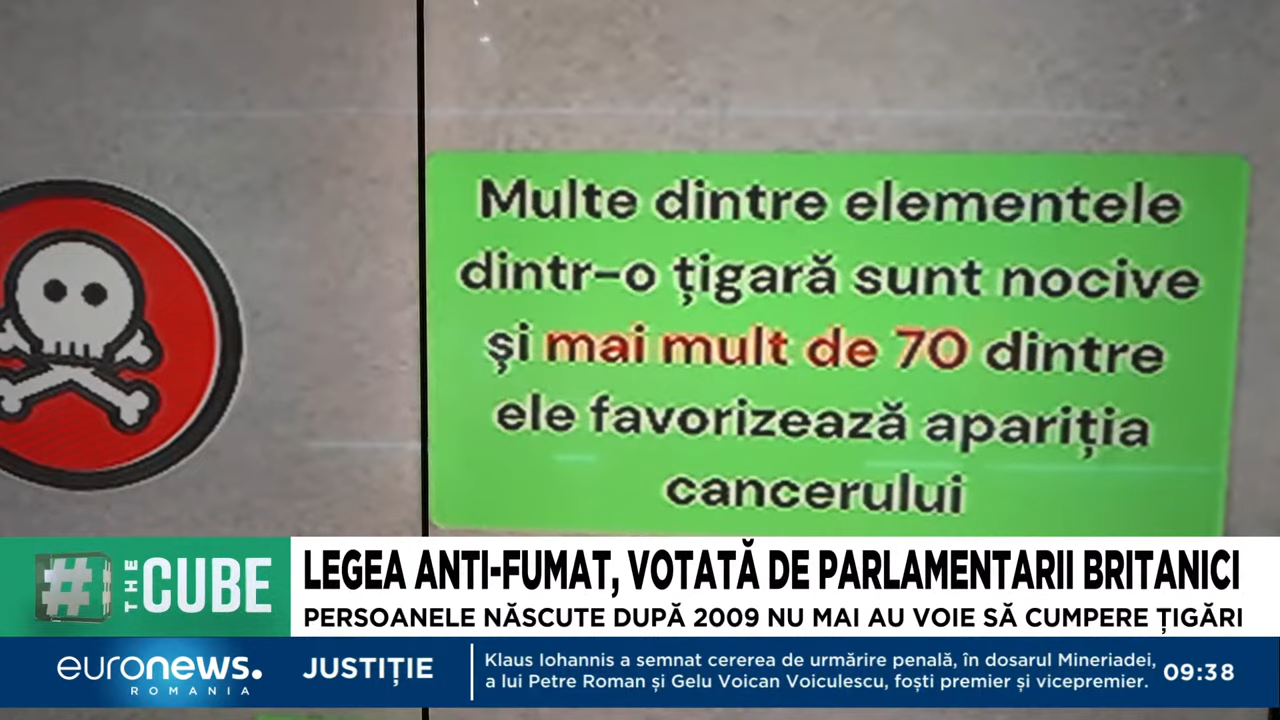 Multe dintre elementele
dintr-o țigară sunt nocive
și mai mult de 70 dintre
ele favorizează apariția
cancerului
# THE CUBE
LEGEA ANTI-FUMAT, VOTATĂ DE PARLAMENTARII BRITANICI
PERSOANELE NĂSCUTE DUPĂ 2009 NU MAI AU VOIE SĂ CUMPERE ȚIGĂRI
euronews.
ROMANIA
JUSTIȚIE
Klaus Iohannis a semnat cererea de urmărire penală, în dosarul Mineriadei,
a lui Petre Roman și Gelu Voican Voiculescu, foști premier și vicepremier.
09:38